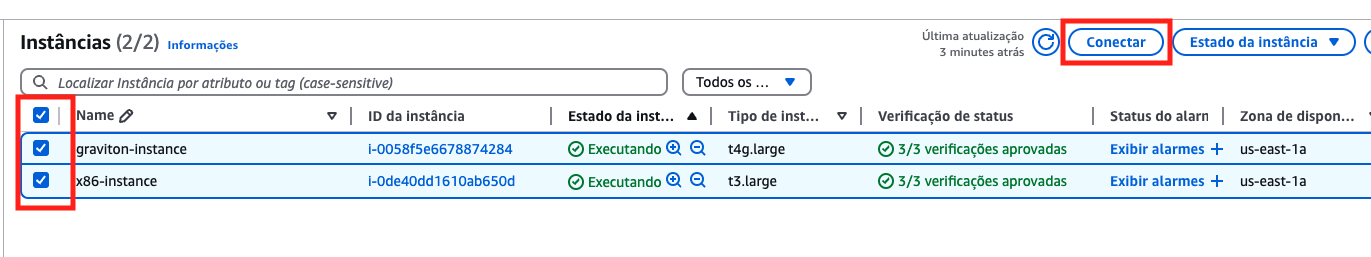 Instâncias (2/2) Informações
Última atualização
3 minutes atrás
Conectar
Estado da instância
Localizar Instância por atributo ou tag (case-sensitive)
Todos os ...
Name ID da instância Estado da inst... Tipo de inst... Verificação de status Status do alarn Zona de dispon...
graviton-instance i-0058f5e6678874284 Executando t4g.large 3/3 verificações aprovadas Exibir alarmes + us-east-1a
x86-instance i-0de40dd1610ab650d Executando t3.large 3/3 verificações aprovadas Exibir alarmes + us-east-1a